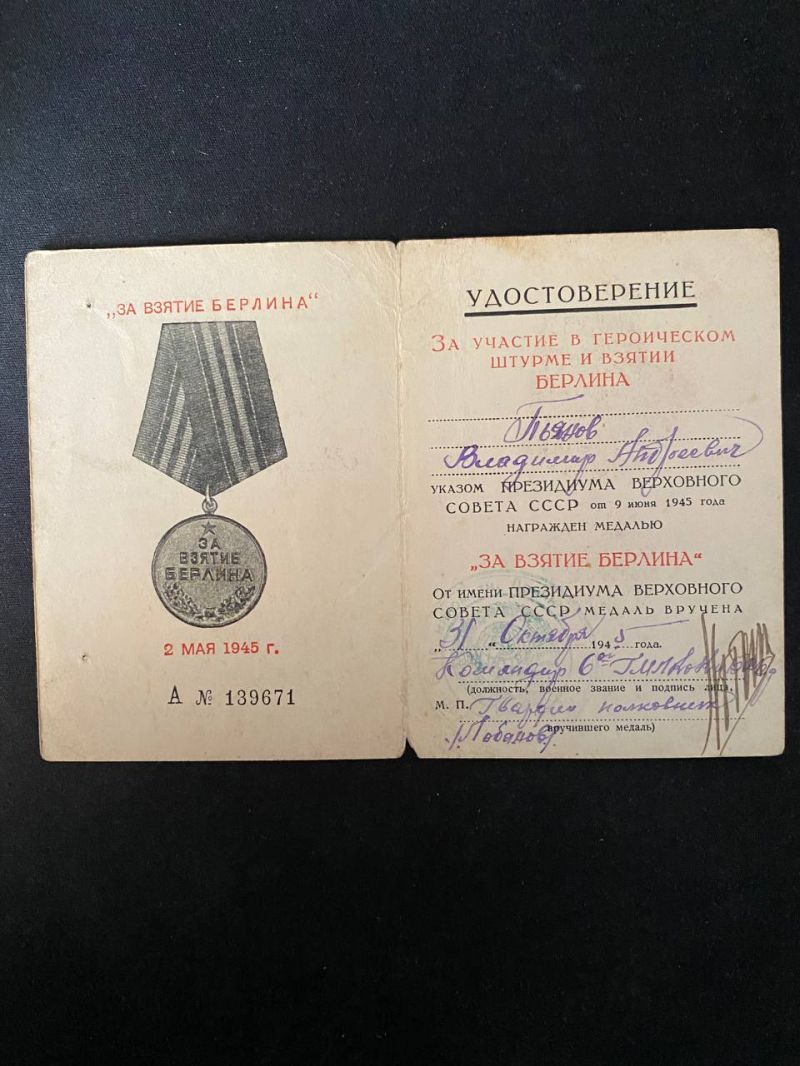 „ЗА ВЗЯТИЕ БЕРЛИНА“
ЗА
ВЗЯТИЕ
БЕРЛИНА
2 МАЯ 1945 г.
А № 139671
УДОСТОВЕРЕНИЕ
ЗА УЧАСТИЕ В ГЕРОИЧЕСКОМ
ШТУРМЕ И ВЗЯТИИ
БЕРЛИНА
Владимир Андреевич
УКАЗОМ ПРЕЗИДИУМА ВЕРХОВНОГО
СОВЕТА СССР от 9 июня 1945 года
НАГРАЖДЕН МЕДАЛЬЮ
„ЗА ВЗЯТИЕ БЕРЛИНА“
От имени ПРЕЗИДИУМА ВЕРХОВНОГО
СОВЕТА СССР МЕДАЛЬ ВРУЧЕНА
„31“ Октября 1945 года.
Командир 6ой
(должность, военное звание и подпись лица,
М. П. Гвардии полковник
/Лобанов/.
вручившего медаль)